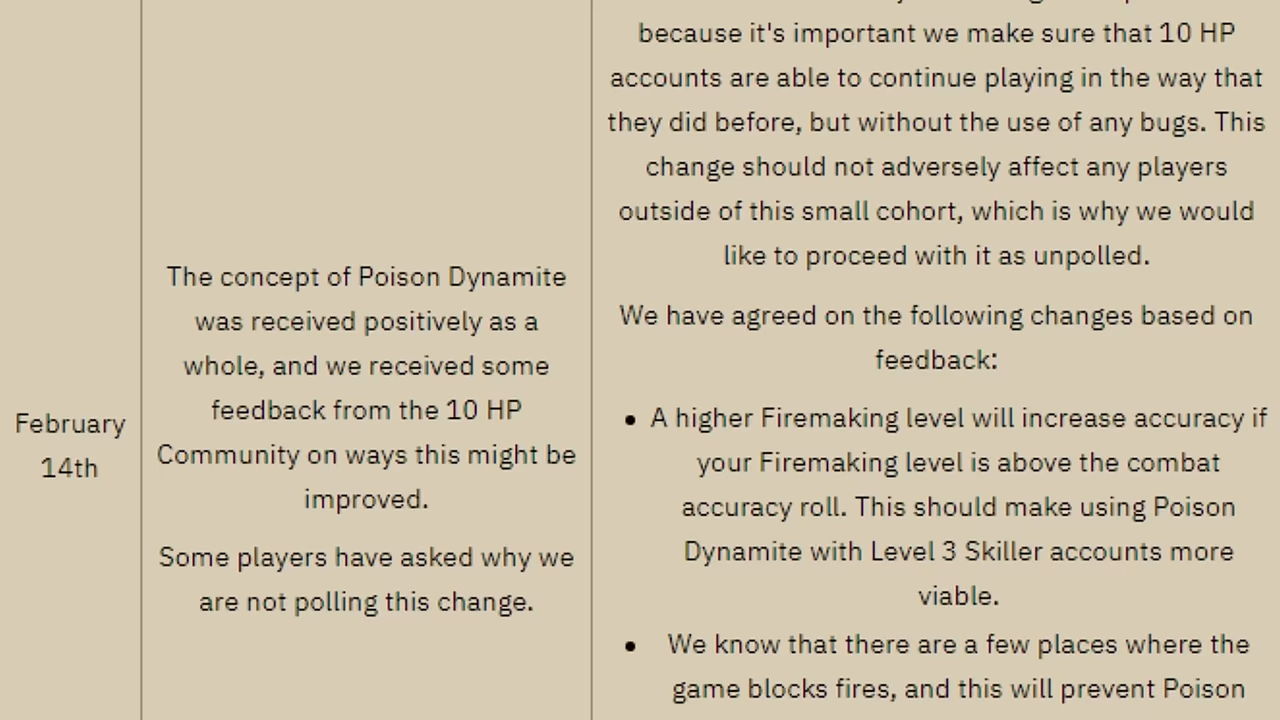 February
14th
The concept of Poison Dynamite
was received positively as a
whole, and we received some
feedback from the 10 HP
Community on ways this might be
improved.
Some players have asked why we
are not polling this change.
because it's important we make sure that 10 HP
accounts are able to continue playing in the way that
they did before, but without the use of any bugs. This
change should not adversely affect any players
outside of this small cohort, which is why we would
like to proceed with it as unpolled.
We have agreed on the following changes based on
feedback:
• A higher Firemaking level will increase accuracy if
your Firemaking level is above the combat
accuracy roll. This should make using Poison
Dynamite with Level 3 Skiller accounts more
viable.
• We know that there are a few places where the
game blocks fires, and this will prevent Poison